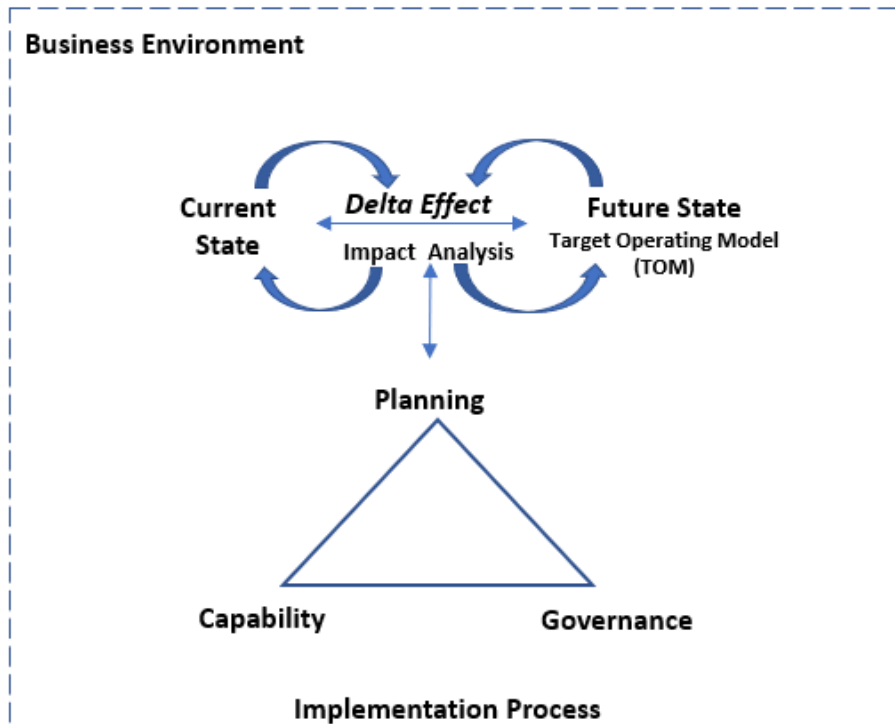 Business Environment
Delta Effect
Current
State
Future State
Impact Analysis
Target Operating Model
(TOM)
Planning
Capability
Governance
Implementation Process